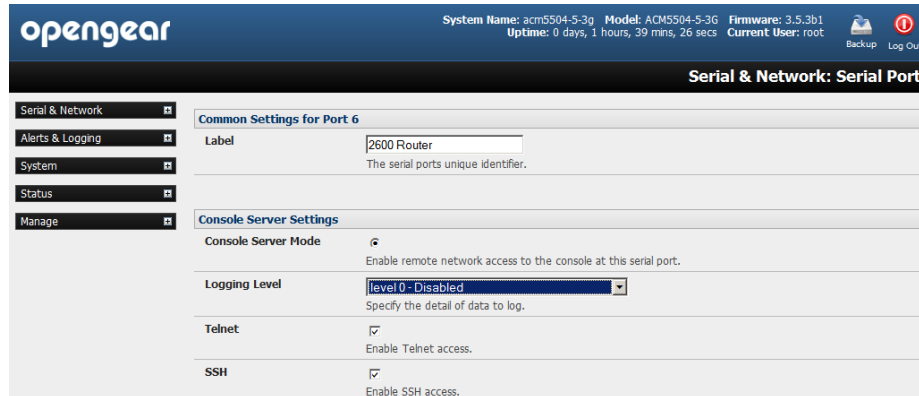 opengear
System Name: acm5504-5-3g Model: ACM5504-5-3G Firmware: 3.5.3b1
Uptime: 0 days, 1 hours, 39 mins, 26 secs Current User: root
Backup
Log Ou
Serial & Network: Serial Port
Serial & Network
Alerts & Logging
System
Status
Manage
Common Settings for Port 6
Label
2600 Router
The serial ports unique identifier.
Console Server Settings
Console Server Mode
Enable remote network access to the console at this serial port.
Logging Level
level 0 - Disabled
Specify the detail of data to log.
Telnet
Enable Telnet access.
SSH
Enable SSH access.